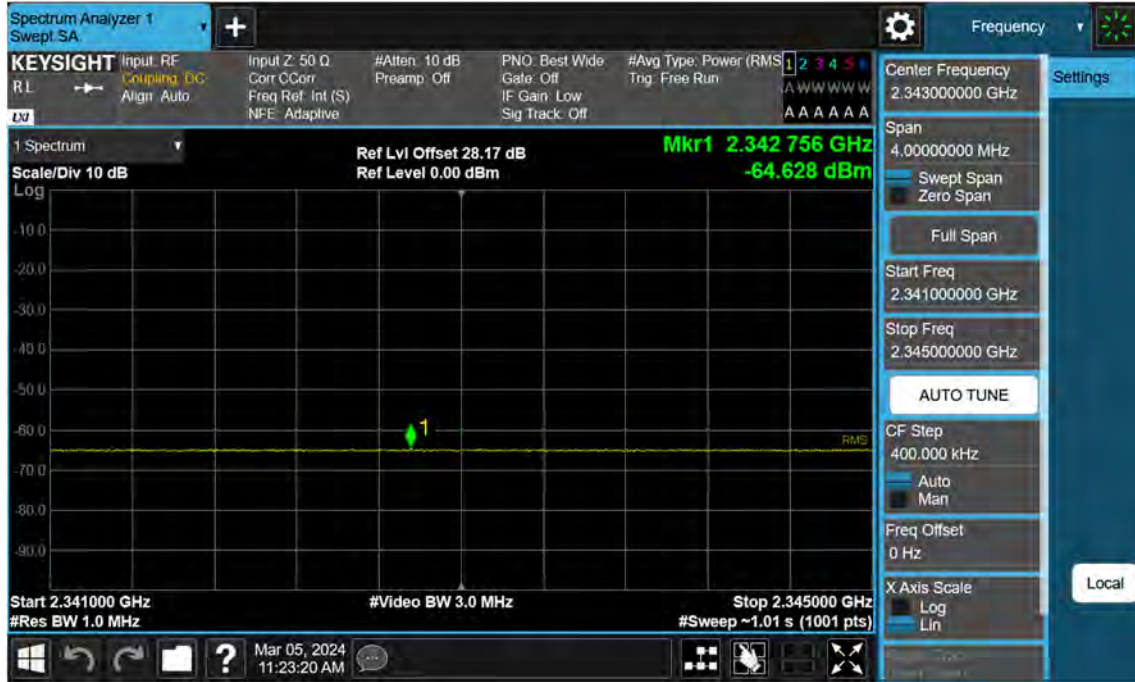 Spectrum Analyzer 1
Swept SA
+
Frequency
KEYSIGHT
RL
LXI
Input: RF
Coupling: DC
Align: Auto
Input Z: 50 Ω
Corr CCorr
Freq Ref: Int (S)
NFE: Adaptive
#Atten: 10 dB
Preamp: Off
PNO: Best Wide
Gate: Off
IF Gain: Low
Sig Track: Off
#Avg Type: Power (RMS
Trig: Free Run
1 2 3 4 5 6
A W W W W W
A A A A A A
1 Spectrum
Scale/Div 10 dB
Log
Ref Lvl Offset 28.17 dB
Ref Level 0.00 dBm
Mkr1 2.342 756 GHz
-64.628 dBm
-10.0
-20.0
-30.0
-40.0
-50.0
-60.0
-70.0
-80.0
-90.0
1
RMS
Start 2.341000 GHz
#Res BW 1.0 MHz
#Video BW 3.0 MHz
Stop 2.345000 GHz
#Sweep ~1.01 s (1001 pts)
Center Frequency
2.343000000 GHz
Span
4.00000000 MHz
Swept Span
Zero Span
Full Span
Start Freq
2.341000000 GHz
Stop Freq
2.345000000 GHz
AUTO TUNE
CF Step
400.000 kHz
Auto
Man
Freq Offset
0 Hz
X Axis Scale
Log
Lin
Settings
Local
?
Mar 05, 2024
11:23:20 AM